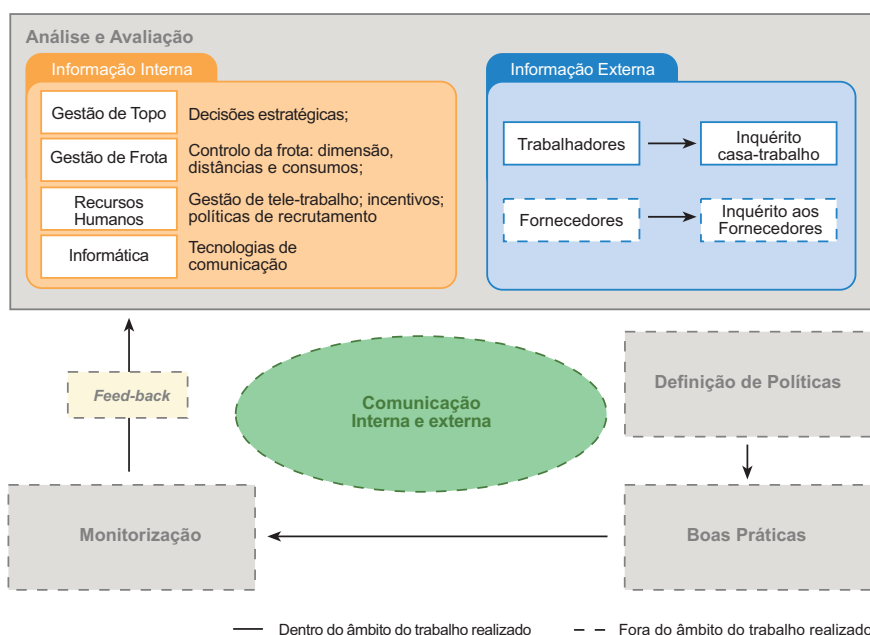 Análise e Avaliação
Informação Interna
Gestão de Topo
Decisões estratégicas;
Gestão de Frota
Controlo da frota: dimensão,
distâncias e consumos;
Recursos
Humanos
Gestão de tele-trabalho; incentivos;
políticas de recrutamento
Informática
Tecnologias de
comunicação
Informação Externa
Trabalhadores
Inquérito
casa-trabalho
Fornecedores
Inquérito aos
Fornecedores
Feed-back
Comunicação
Interna e externa
Definição de Políticas
Monitorização
Boas Práticas
Dentro do âmbito do trabalho realizado
Fora do âmbito do trabalho realizado